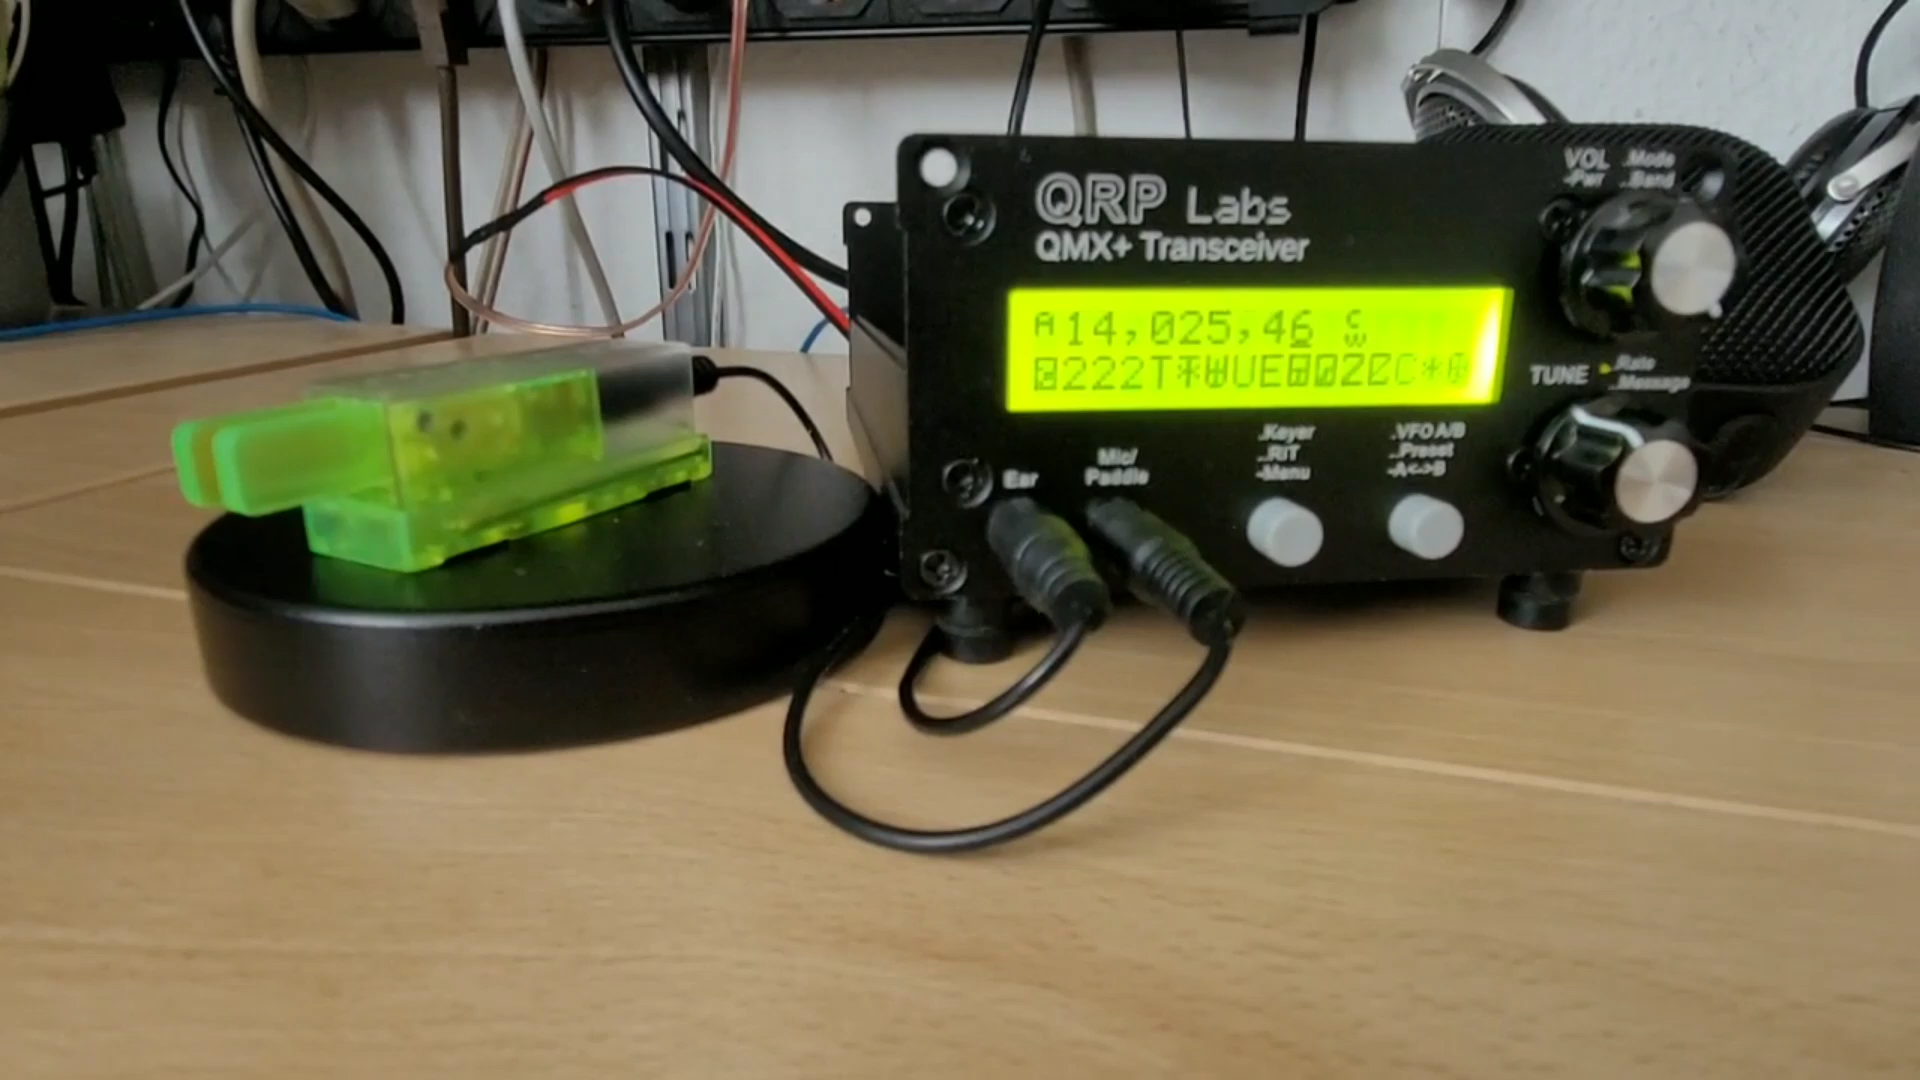 QRP Labs
QMX+ Transceiver
VOL
.Mode
-Pwr
..Band
A14,025,46 CW
TUNE
.Rate
..Message
Ear
Mic/
Paddle
.Keyer
..RIT
-Menu
.VFO A/B
..Preset
-A<->B